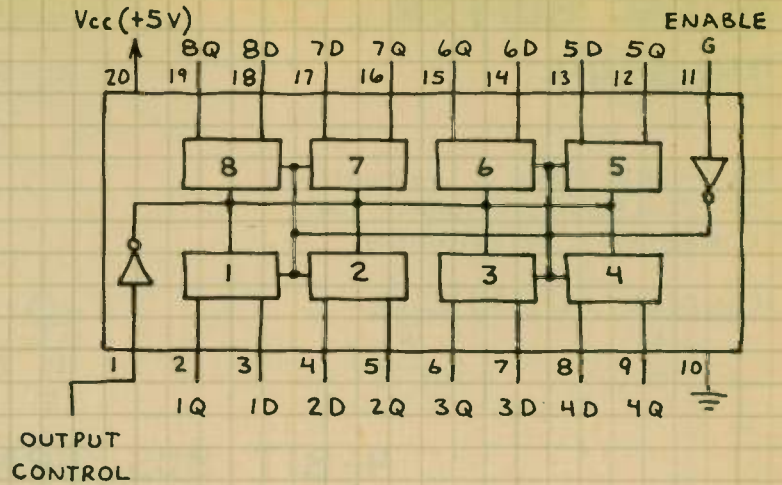 Vcc (+5V)
ENABLE
8Q 8D 7D 7Q 6Q 6D 5D 5Q G
20 19 18 17 16 15 14 13 12 11
8 7 6 5
1 2 3 4
1 2 3 4 5 6 7 8 9 10
1Q 1D 2D 2Q 3Q 3D 4D 4Q
OUTPUT
CONTROL